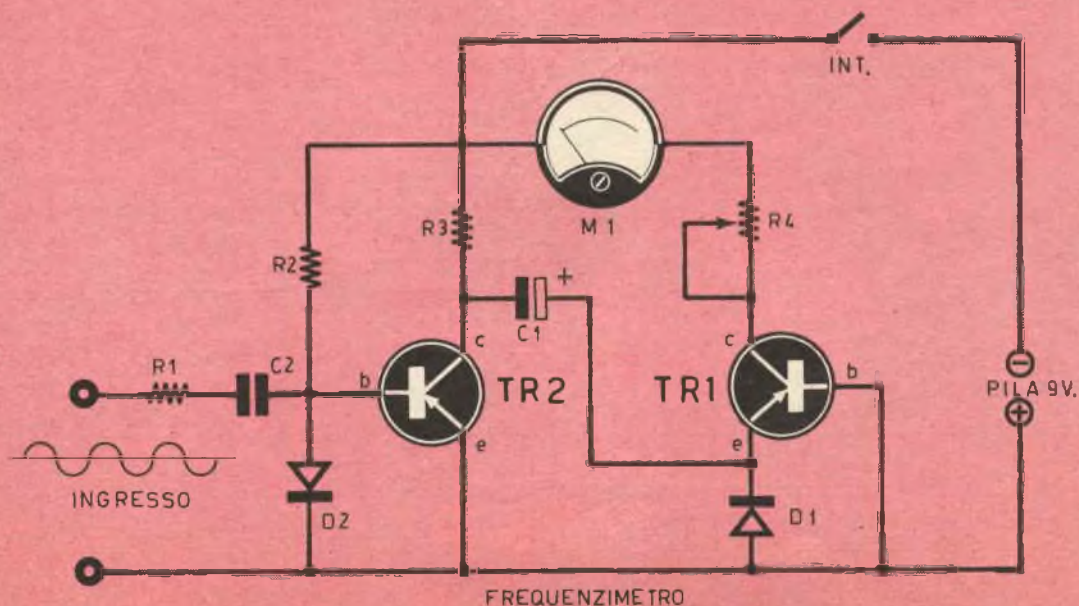 INT.
M1
R3
R4
R2
+
C1
c
c
R1
C2
b
TR2
TR1
b
−
PILA 9V.
+
e
e
INGRESSO
D2
D1
FREQUENZIMETRO